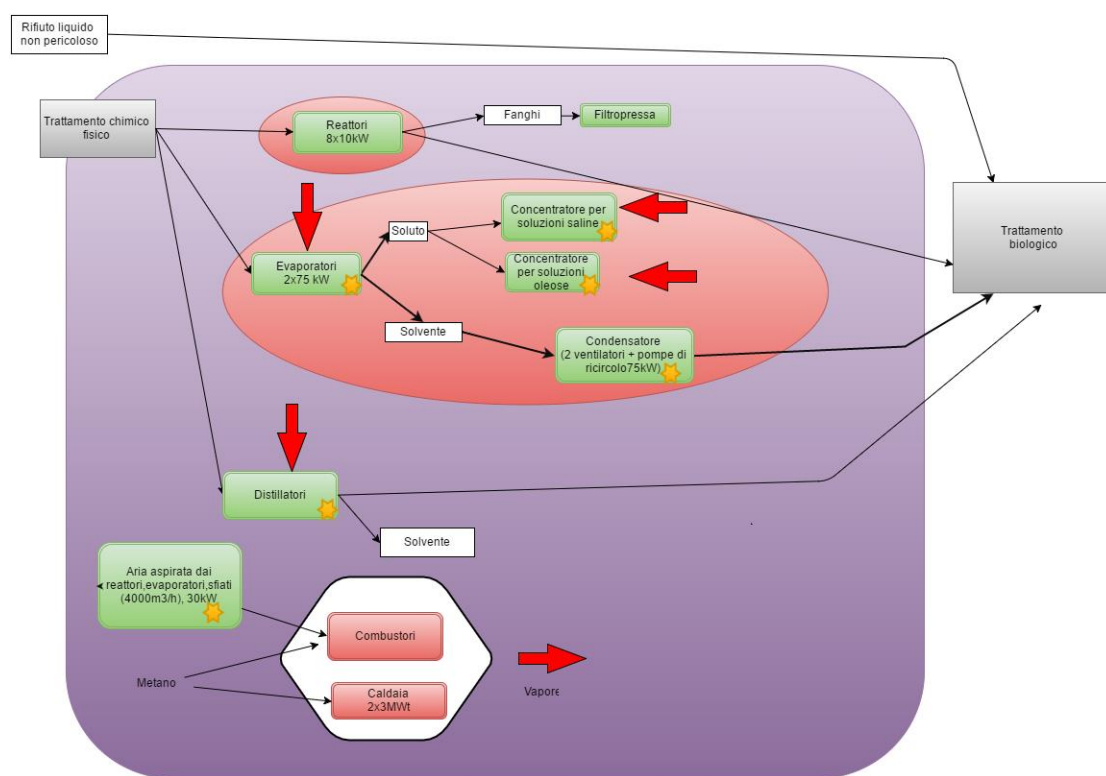 Rifiuto liquido
non pericoloso
Trattamento chimico
fisico
Reattori
8x10kW
Fanghi
Filtropressa
Concentratore per
soluzioni saline
Soluto
Trattamento
biologico
Evaporatori
2x75 kW
Concentratore
per soluzioni
oleose
Solvente
Condensatore
(2 ventilatori + pompe di
ricircolo75kW)
Distillatori
Solvente
Aria aspirata dai
reattori,evaporatori,sfiati
(4000m3/h), 30kW
Combustori
Metano
Caldaia
2x3MWt
Vapore